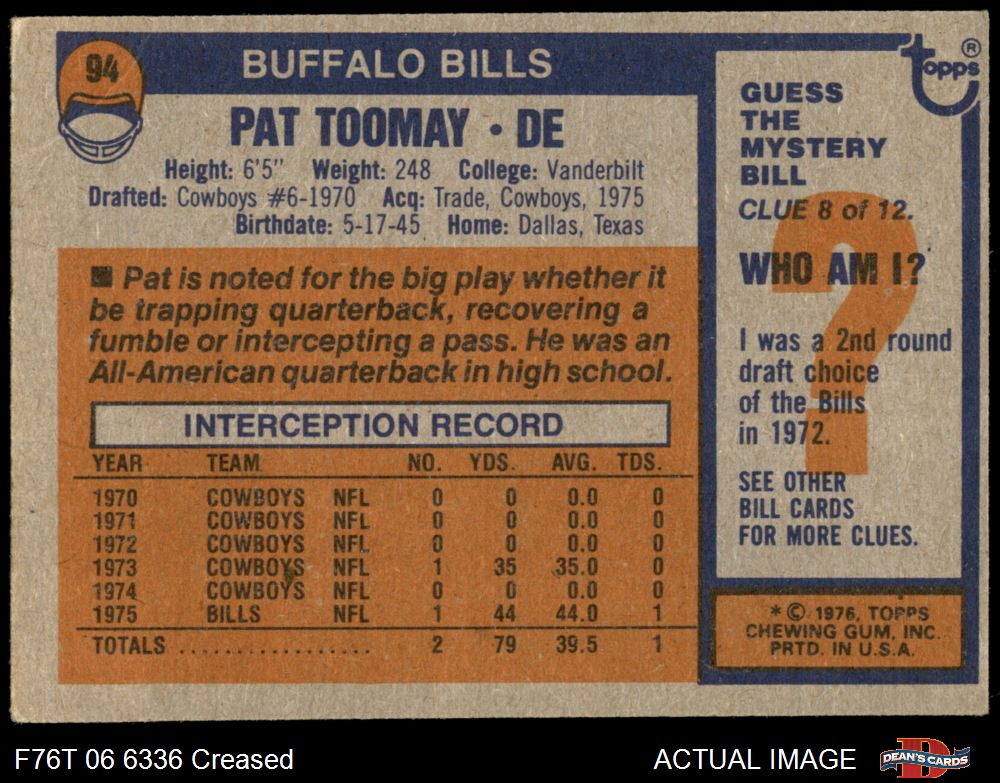 94
BUFFALO BILLS
PAT TOOMAY • DE
Height: 6'5" Weight: 248 College: Vanderbilt
Drafted: Cowboys #6-1970 Acq: Trade, Cowboys, 1975
Birthdate: 5-17-45 Home: Dallas, Texas
■ Pat is noted for the big play whether it
be trapping quarterback, recovering a
fumble or intercepting a pass. He was an
All-American quarterback in high school.
INTERCEPTION RECORD
YEAR TEAM NO. YDS. AVG. TDS.
1970 COWBOYS NFL 0 0 0.0 0
1971 COWBOYS NFL 0 0 0.0 0
1972 COWBOYS NFL 0 0 0.0 0
1973 COWBOYS NFL 1 35 35.0 0
1974 COWBOYS NFL 0 0 0.0 0
1975 BILLS NFL 1 44 44.0 1
TOTALS ................. 2 79 39.5 1
topps ®
GUESS
THE
MYSTERY
BILL
CLUE 8 of 12.
WHO AM I?
I was a 2nd round
draft choice
of the Bills
in 1972.
SEE OTHER
BILL CARDS
FOR MORE CLUES.
* © 1976, TOPPS
CHEWING GUM, INC.
PRTD. IN U.S.A.
F76T 06 6336 Creased
ACTUAL IMAGE
D
DEAN'S CARDS